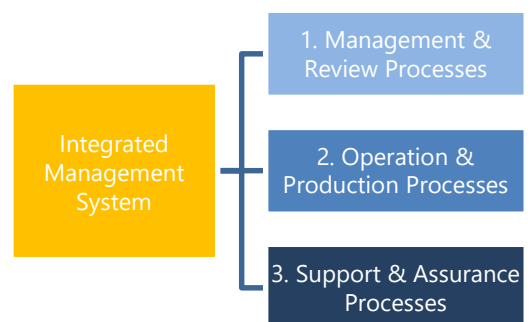 Integrated
Management
System
1. Management &
Review Processes
2. Operation &
Production Processes
3. Support & Assurance
Processes